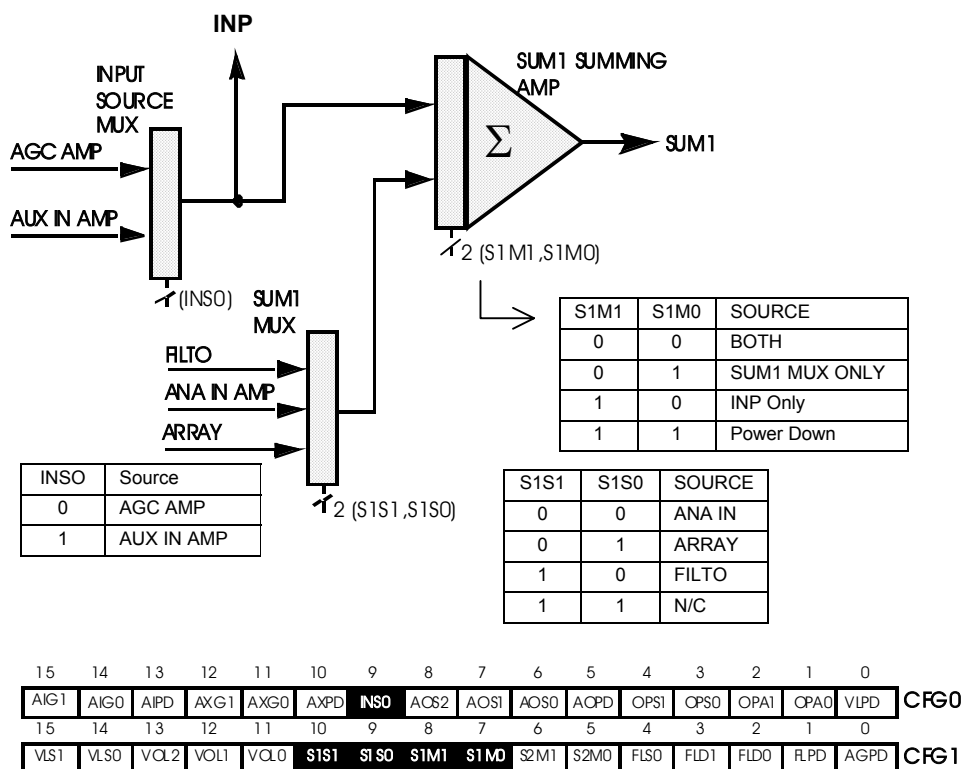 INP
INPUT
SOURCE
MUX
AGC AMP
AUX IN AMP
(INS0)
SUM1 SUMMING
AMP
Σ
SUM1
2 (S1M1,S1M0)
SUM1
MUX
FILTO
ANA IN AMP
ARRAY
2 (S1S1,S1S0)
S1M1 S1M0 SOURCE
0 0 BOTH
0 1 SUM1 MUX ONLY
1 0 INP Only
1 1 Power Down
INSO Source
0 AGC AMP
1 AUX IN AMP
S1S1 S1S0 SOURCE
0 0 ANA IN
0 1 ARRAY
1 0 FILTO
1 1 N/C
15 14 13 12 11 10 9 8 7 6 5 4 3 2 1 0
AIG1 AIG0 AIPD AXG1 AXG0 AXPD INS0 AOS2 AOS1 AOS0 AOPD OPS1 OPS0 OPA1 OPA0 VLPD CFG0
15 14 13 12 11 10 9 8 7 6 5 4 3 2 1 0
VLS1 VLS0 VOL2 VOL1 VOL0 S1S1 S1S0 S1M1 S1M0 S2M1 S2M0 FLS0 FLD1 FLD0 FLPD AGPD CFG1